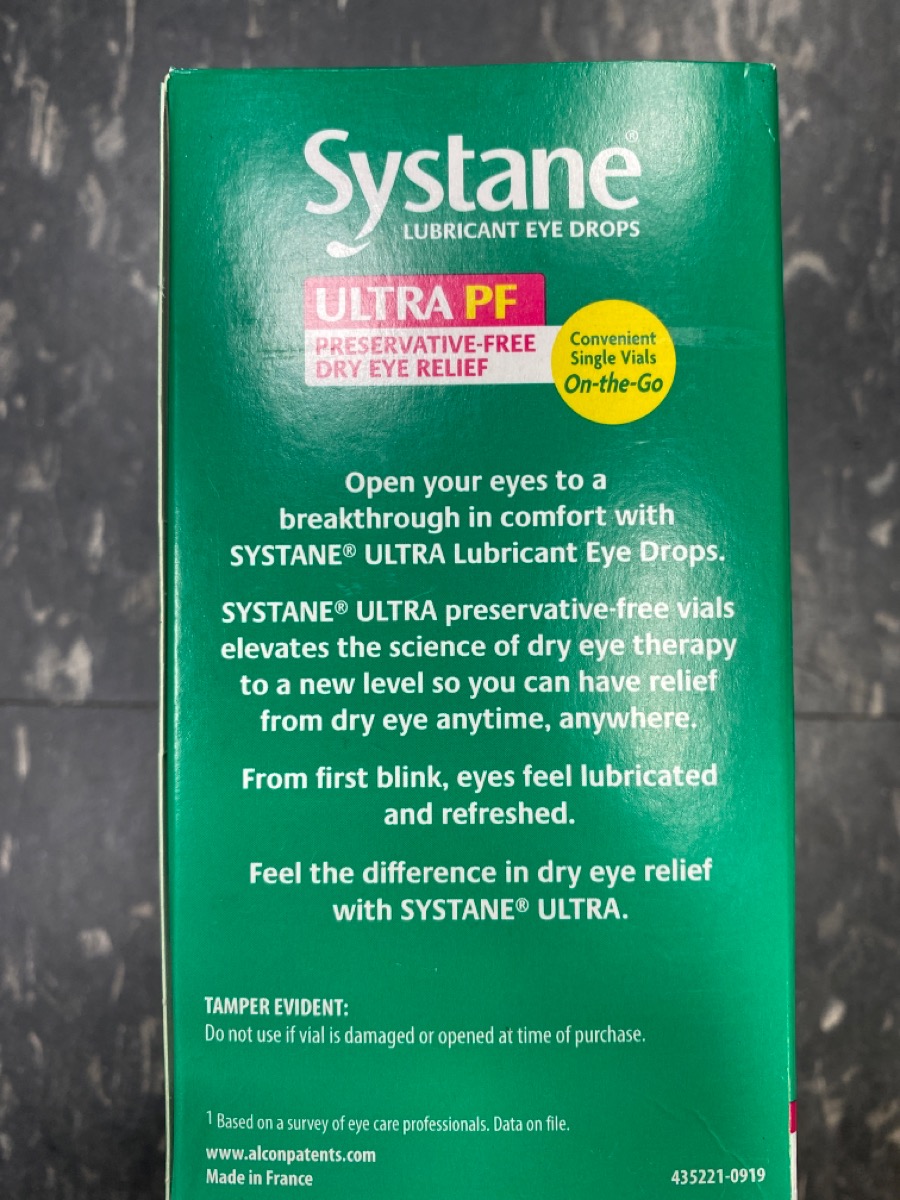 Systane®
LUBRICANT EYE DROPS
ULTRA PF
PRESERVATIVE-FREE
DRY EYE RELIEF
Convenient
Single Vials
On-the-Go
Open your eyes to a
breakthrough in comfort with
SYSTANE® ULTRA Lubricant Eye Drops.
SYSTANE® ULTRA preservative-free vials
elevates the science of dry eye therapy
to a new level so you can have relief
from dry eye anytime, anywhere.
From first blink, eyes feel lubricated
and refreshed.
Feel the difference in dry eye relief
with SYSTANE® ULTRA.
TAMPER EVIDENT:
Do not use if vial is damaged or opened at time of purchase.
1 Based on a survey of eye care professionals. Data on file.
www.alconpatents.com
Made in France
435221-0919